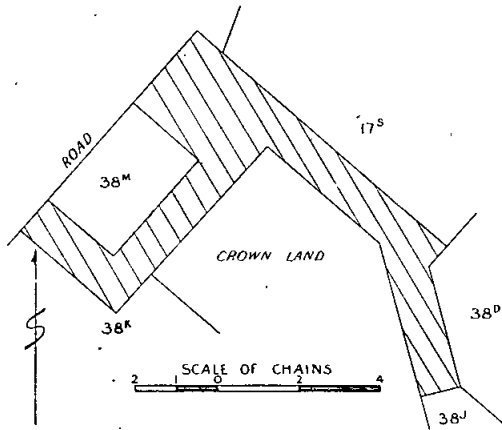 17S
ROAD
38M
CROWN LAND
38K
38D
SCALE OF CHAINS
2 1 0 2 4
38J